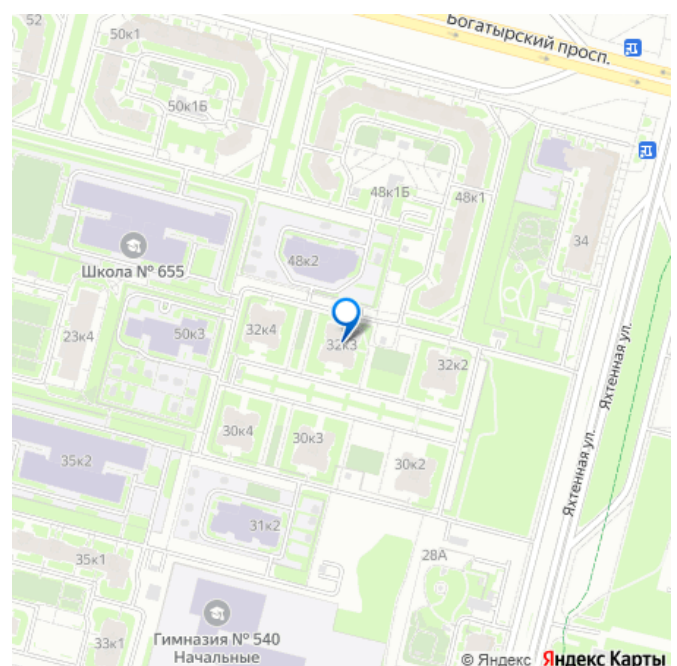 52
50к1
Богатырский просп.
50к1Б
48к1Б
48к1
34
Школа № 655
48к2
23к4
50к3
32к4
32к3
32к2
Яхтенная ул.
Яхтенная ул.
30к4
30к3
30к2
35к2
31к2
28А
35к1
33к1
Гимназия № 540
Начальные
© Яндекс Яндекс Карты